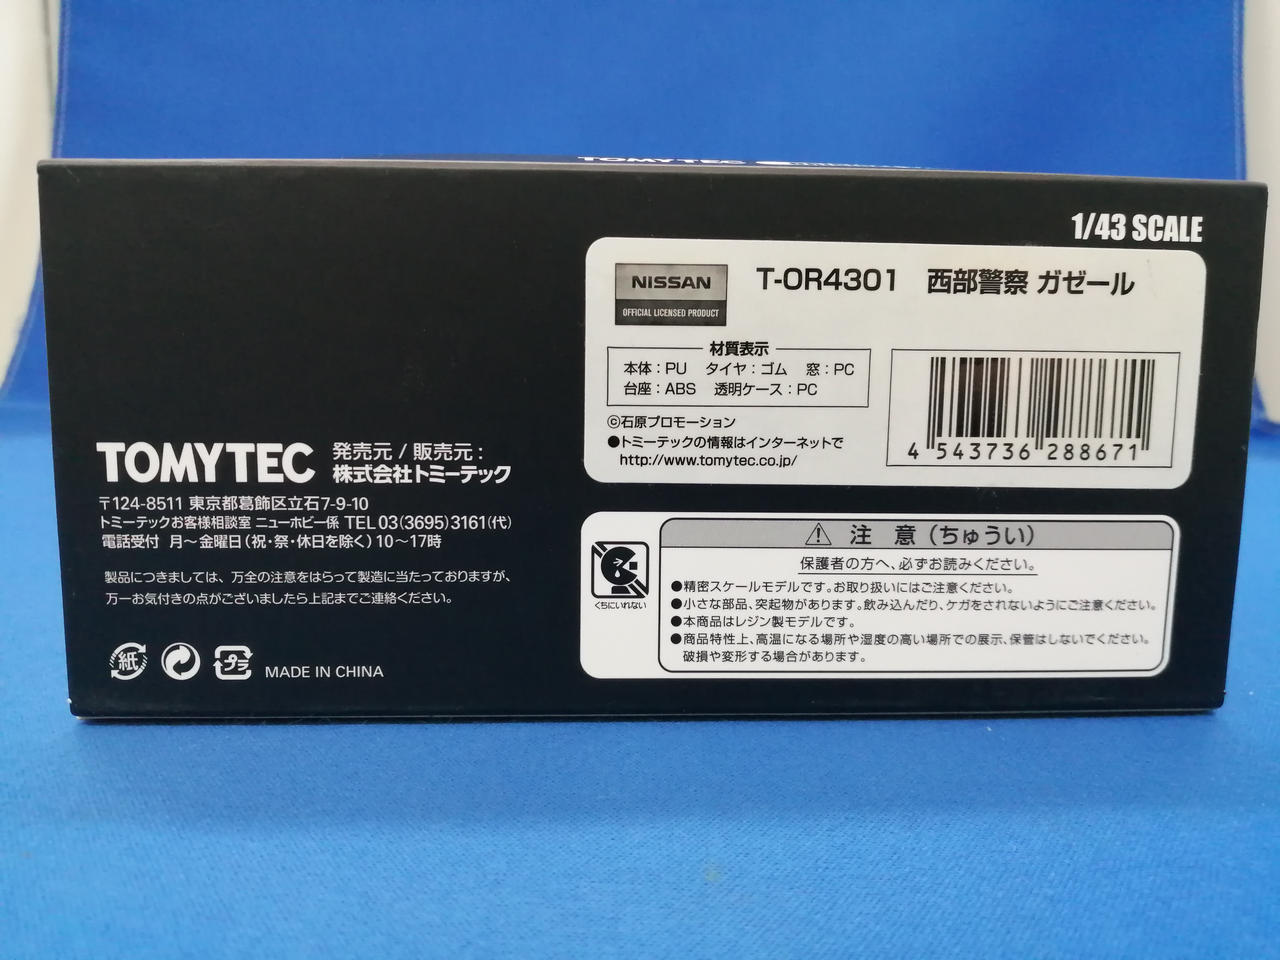 TOMYTEC
1/43 SCALE
NISSAN
OFFICIAL LICENSED PRODUCT
T-OR4301 西部警察 ガゼール
材質表示
本体：PU タイヤ：ゴム 窓：PC
台座：ABS 透明ケース：PC
©石原プロモーション
●トミーテックの情報はインターネットで
http://www.tomytec.co.jp/
4 543736 288671
TOMYTEC 発売元 / 販売元：
株式会社トミーテック
〒124-8511 東京都葛飾区立石7-9-10
トミーテックお客様相談室 ニューホビー係 TEL 03(3695)3161(代)
電話受付 月〜金曜日(祝・祭・休日を除く)10〜17時
製品につきましては、万全の注意をはらって製造に当たっておりますが、
万一お気付きの点がございましたら上記までご連絡ください。
紙
プラ
MADE IN CHINA
くちにいれない
注 意 (ちゅうい)
保護者の方へ、必ずお読みください。
●精密スケールモデルです。お取り扱いにはご注意ください。
●小さな部品、突起物があります。飲み込んだり、ケガをされないようにご注意ください。
●本商品はレジン製モデルです。
●商品特性上、高温になる場所や湿度の高い場所での展示、保管はしないでください。
破損や変形する場合があります。